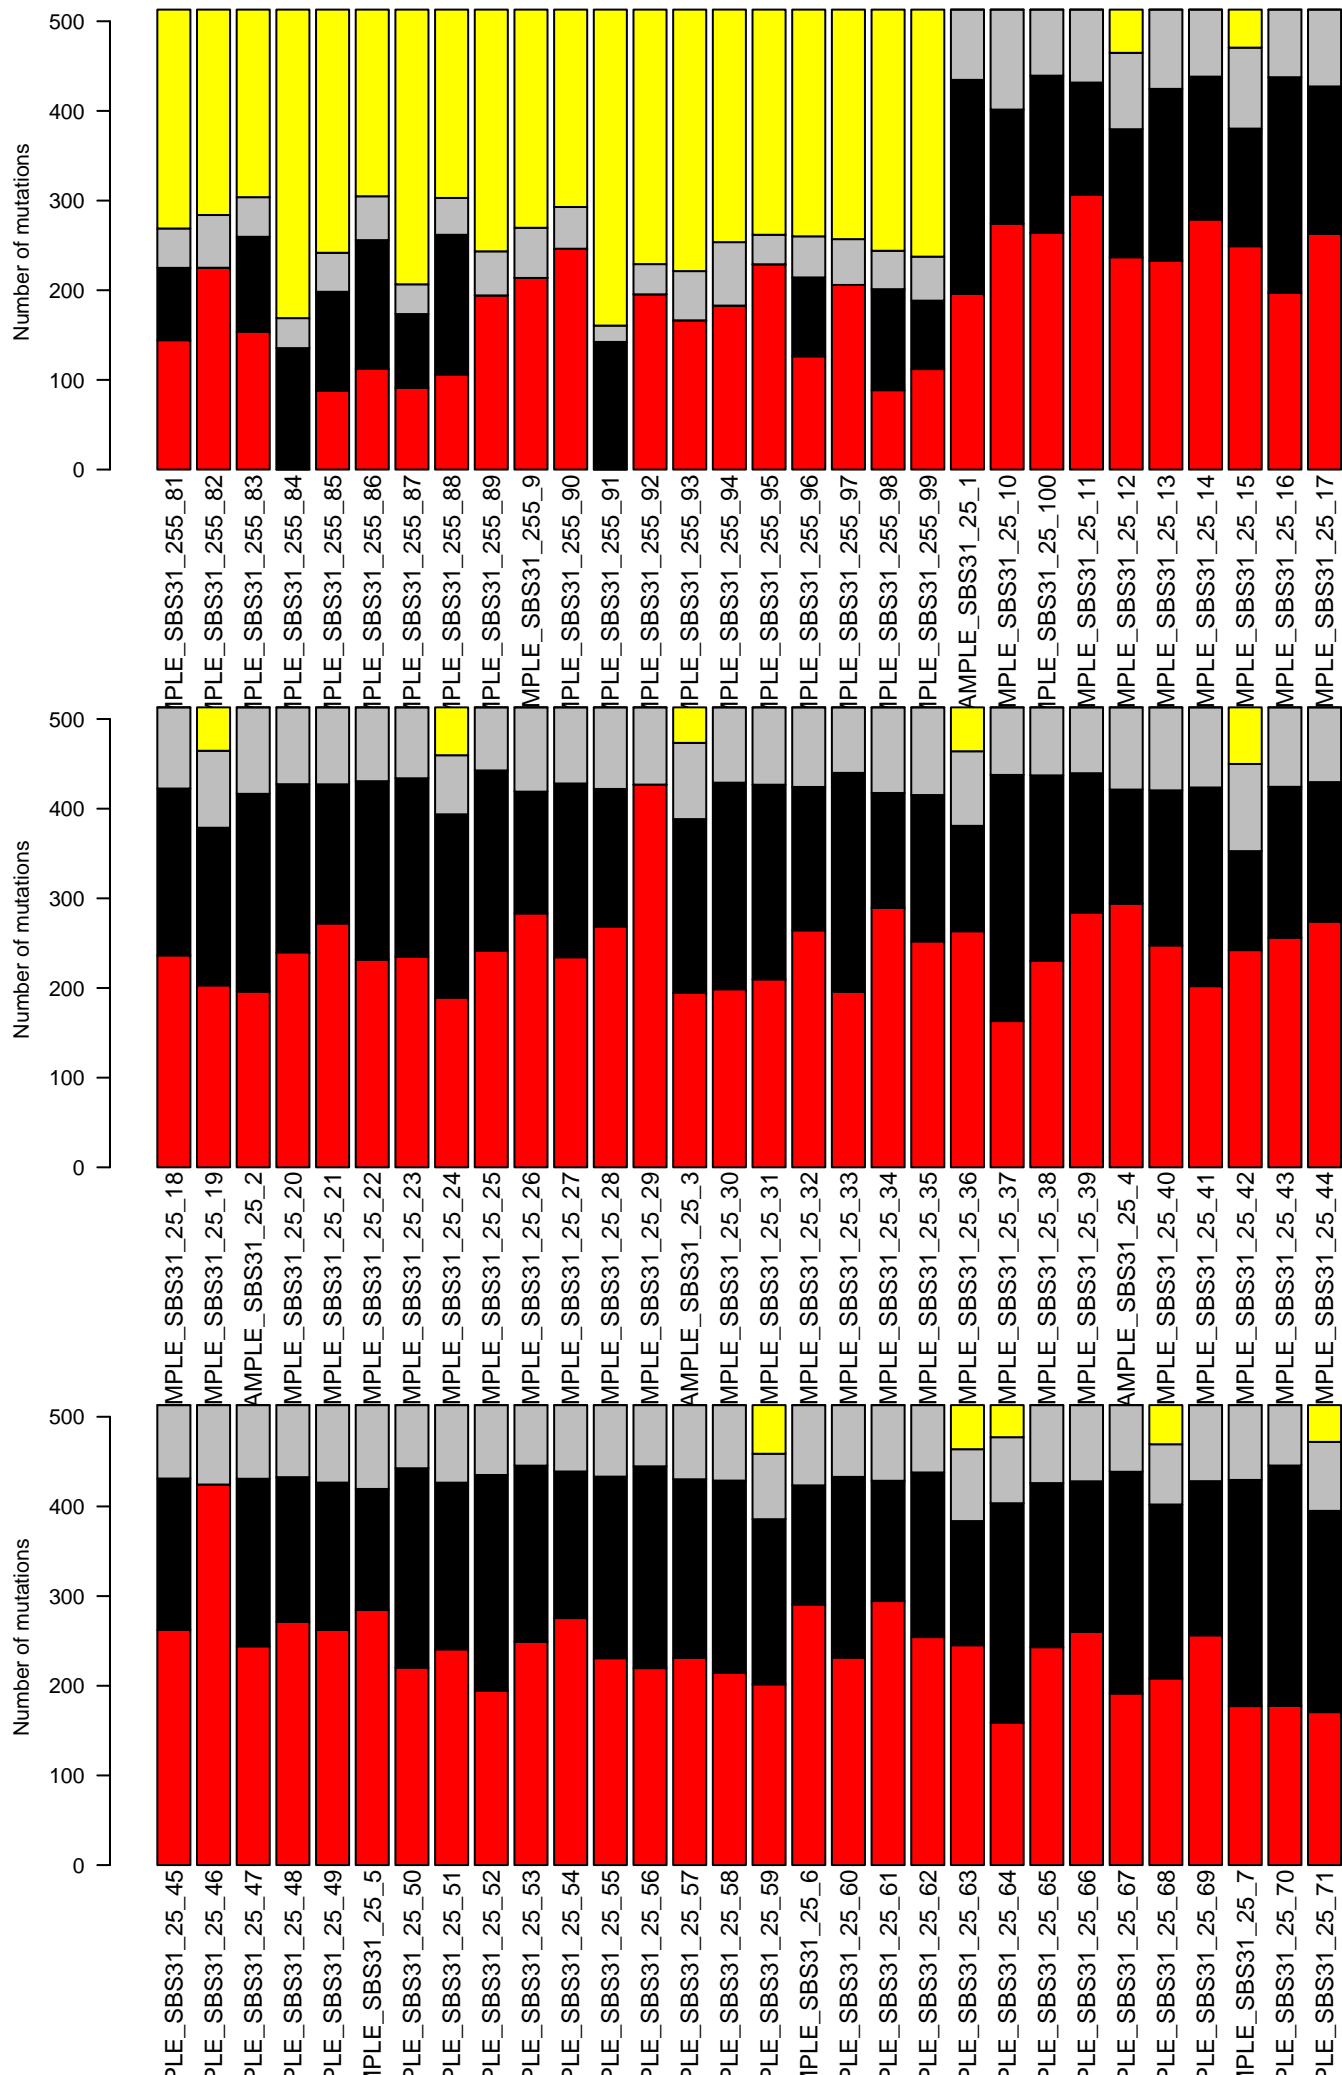 500
400
300
200
100
0
Number of mutations
MPLE_SBS31_255_81
MPLE_SBS31_255_82
MPLE_SBS31_255_83
MPLE_SBS31_255_84
MPLE_SBS31_255_85
MPLE_SBS31_255_86
MPLE_SBS31_255_87
MPLE_SBS31_255_88
MPLE_SBS31_255_89
MPLE_SBS31_255_9
MPLE_SBS31_255_90
MPLE_SBS31_255_91
MPLE_SBS31_255_92
MPLE_SBS31_255_93
MPLE_SBS31_255_94
MPLE_SBS31_255_95
MPLE_SBS31_255_96
MPLE_SBS31_255_97
MPLE_SBS31_255_98
MPLE_SBS31_255_99
AMPLE_SBS31_25_1
MPLE_SBS31_25_10
MPLE_SBS31_25_100
MPLE_SBS31_25_11
MPLE_SBS31_25_12
MPLE_SBS31_25_13
MPLE_SBS31_25_14
MPLE_SBS31_25_15
MPLE_SBS31_25_16
MPLE_SBS31_25_17
500
400
300
200
100
0
Number of mutations
MPLE_SBS31_25_18
MPLE_SBS31_25_19
AMPLE_SBS31_25_2
MPLE_SBS31_25_20
MPLE_SBS31_25_21
MPLE_SBS31_25_22
MPLE_SBS31_25_23
MPLE_SBS31_25_24
MPLE_SBS31_25_25
MPLE_SBS31_25_26
MPLE_SBS31_25_27
MPLE_SBS31_25_28
MPLE_SBS31_25_29
AMPLE_SBS31_25_3
MPLE_SBS31_25_30
MPLE_SBS31_25_31
MPLE_SBS31_25_32
MPLE_SBS31_25_33
MPLE_SBS31_25_34
MPLE_SBS31_25_35
MPLE_SBS31_25_36
MPLE_SBS31_25_37
MPLE_SBS31_25_38
MPLE_SBS31_25_39
AMPLE_SBS31_25_4
MPLE_SBS31_25_40
MPLE_SBS31_25_41
MPLE_SBS31_25_42
MPLE_SBS31_25_43
MPLE_SBS31_25_44
500
400
300
200
100
0
Number of mutations
PLE_SBS31_25_45
PLE_SBS31_25_46
PLE_SBS31_25_47
PLE_SBS31_25_48
PLE_SBS31_25_49
MPLE_SBS31_25_5
PLE_SBS31_25_50
PLE_SBS31_25_51
PLE_SBS31_25_52
PLE_SBS31_25_53
PLE_SBS31_25_54
PLE_SBS31_25_55
PLE_SBS31_25_56
PLE_SBS31_25_57
PLE_SBS31_25_58
PLE_SBS31_25_59
MPLE_SBS31_25_6
PLE_SBS31_25_60
PLE_SBS31_25_61
PLE_SBS31_25_62
PLE_SBS31_25_63
PLE_SBS31_25_64
PLE_SBS31_25_65
PLE_SBS31_25_66
PLE_SBS31_25_67
PLE_SBS31_25_68
PLE_SBS31_25_69
MPLE_SBS31_25_7
PLE_SBS31_25_70
PLE_SBS31_25_71